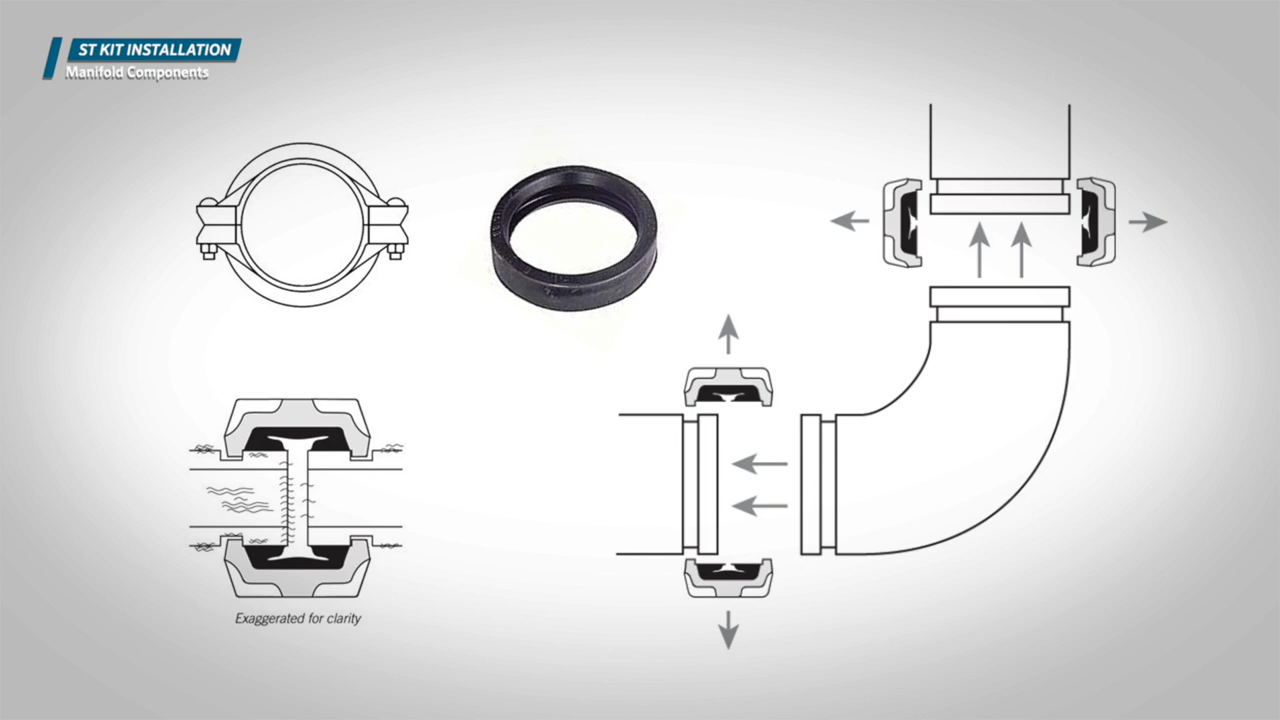 ST KIT INSTALLATION
Manifold Components
Exaggerated for clarity